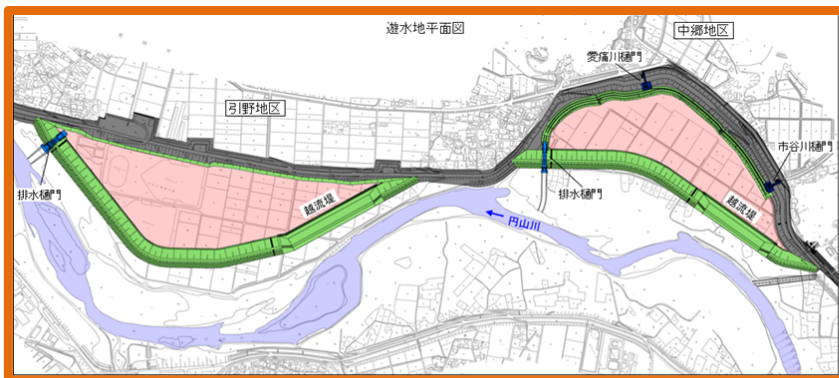 遊水地平面図
中郷地区
愛痛川樋門
引野地区
市谷川樋門
排水樋門
排水樋門
越流堤
越流堤
円山川